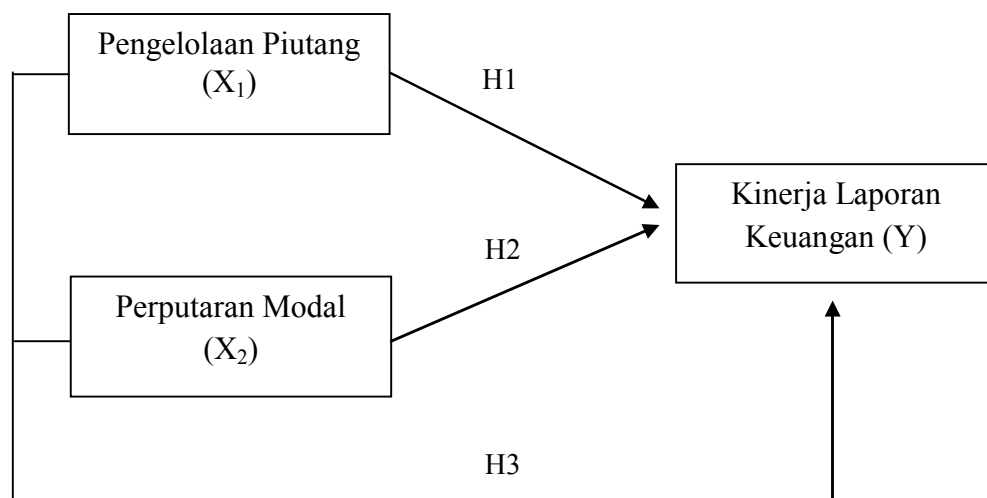 Pengelolaan Piutang
(X₁)
H1
Kinerja Laporan
Keuangan (Y)
H2
Perputaran Modal
(X₂)
H3